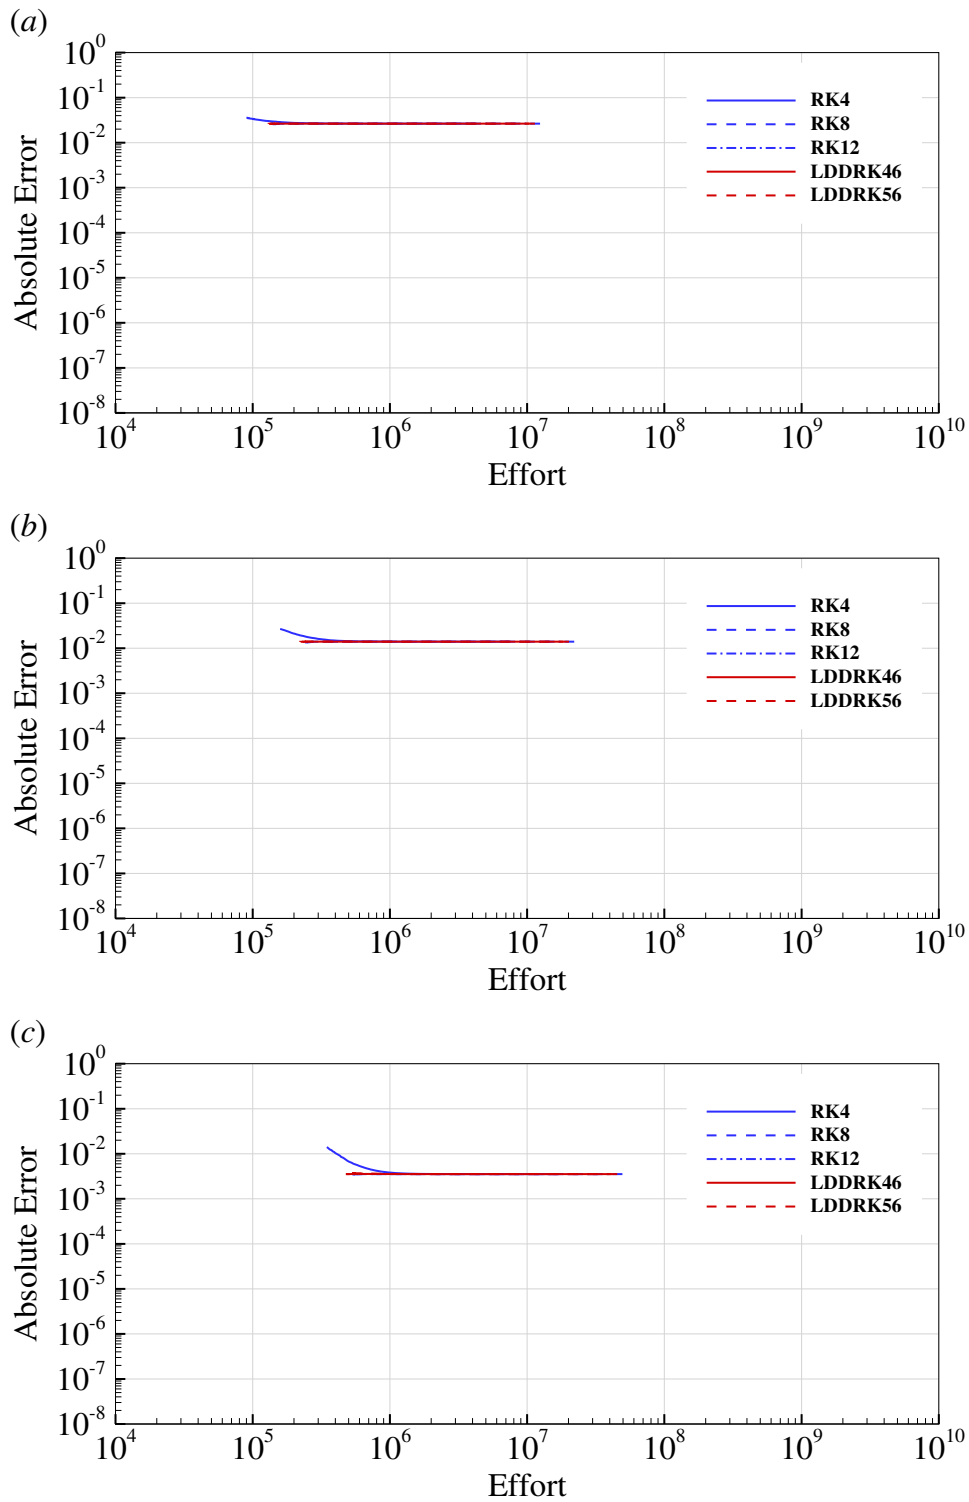 (a)
10^0
10^-1
10^-2
10^-3
10^-4
10^-5
10^-6
10^-7
10^-8
Absolute Error
RK4
RK8
RK12
LDDRK46
LDDRK56
10^4 10^5 10^6 10^7 10^8 10^9 10^10
Effort
(b)
10^0
10^-1
10^-2
10^-3
10^-4
10^-5
10^-6
10^-7
10^-8
Absolute Error
RK4
RK8
RK12
LDDRK46
LDDRK56
10^4 10^5 10^6 10^7 10^8 10^9 10^10
Effort
(c)
10^0
10^-1
10^-2
10^-3
10^-4
10^-5
10^-6
10^-7
10^-8
Absolute Error
RK4
RK8
RK12
LDDRK46
LDDRK56
10^4 10^5 10^6 10^7 10^8 10^9 10^10
Effort